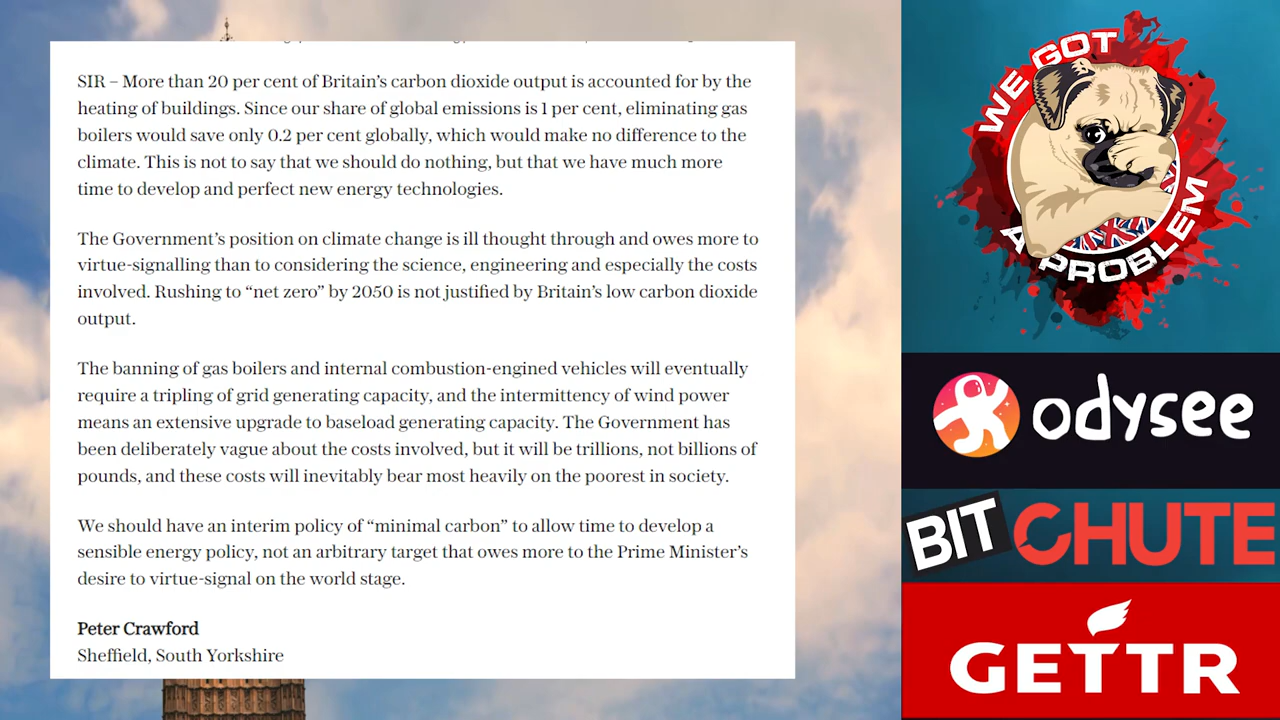 SIR – More than 20 per cent of Britain's carbon dioxide output is accounted for by the
heating of buildings. Since our share of global emissions is 1 per cent, eliminating gas
boilers would save only 0.2 per cent globally, which would make no difference to the
climate. This is not to say that we should do nothing, but that we have much more
time to develop and perfect new energy technologies.
The Government's position on climate change is ill thought through and owes more to
virtue-signalling than to considering the science, engineering and especially the costs
involved. Rushing to “net zero” by 2050 is not justified by Britain's low carbon dioxide
output.
The banning of gas boilers and internal combustion-engined vehicles will eventually
require a tripling of grid generating capacity, and the intermittency of wind power
means an extensive upgrade to baseload generating capacity. The Government has
been deliberately vague about the costs involved, but it will be trillions, not billions of
pounds, and these costs will inevitably bear most heavily on the poorest in society.
We should have an interim policy of “minimal carbon” to allow time to develop a
sensible energy policy, not an arbitrary target that owes more to the Prime Minister's
desire to virtue-signal on the world stage.
Peter Crawford
Sheffield, South Yorkshire
WE GOT
A PROBLEM
odysee
BITCHUTE
GETTR